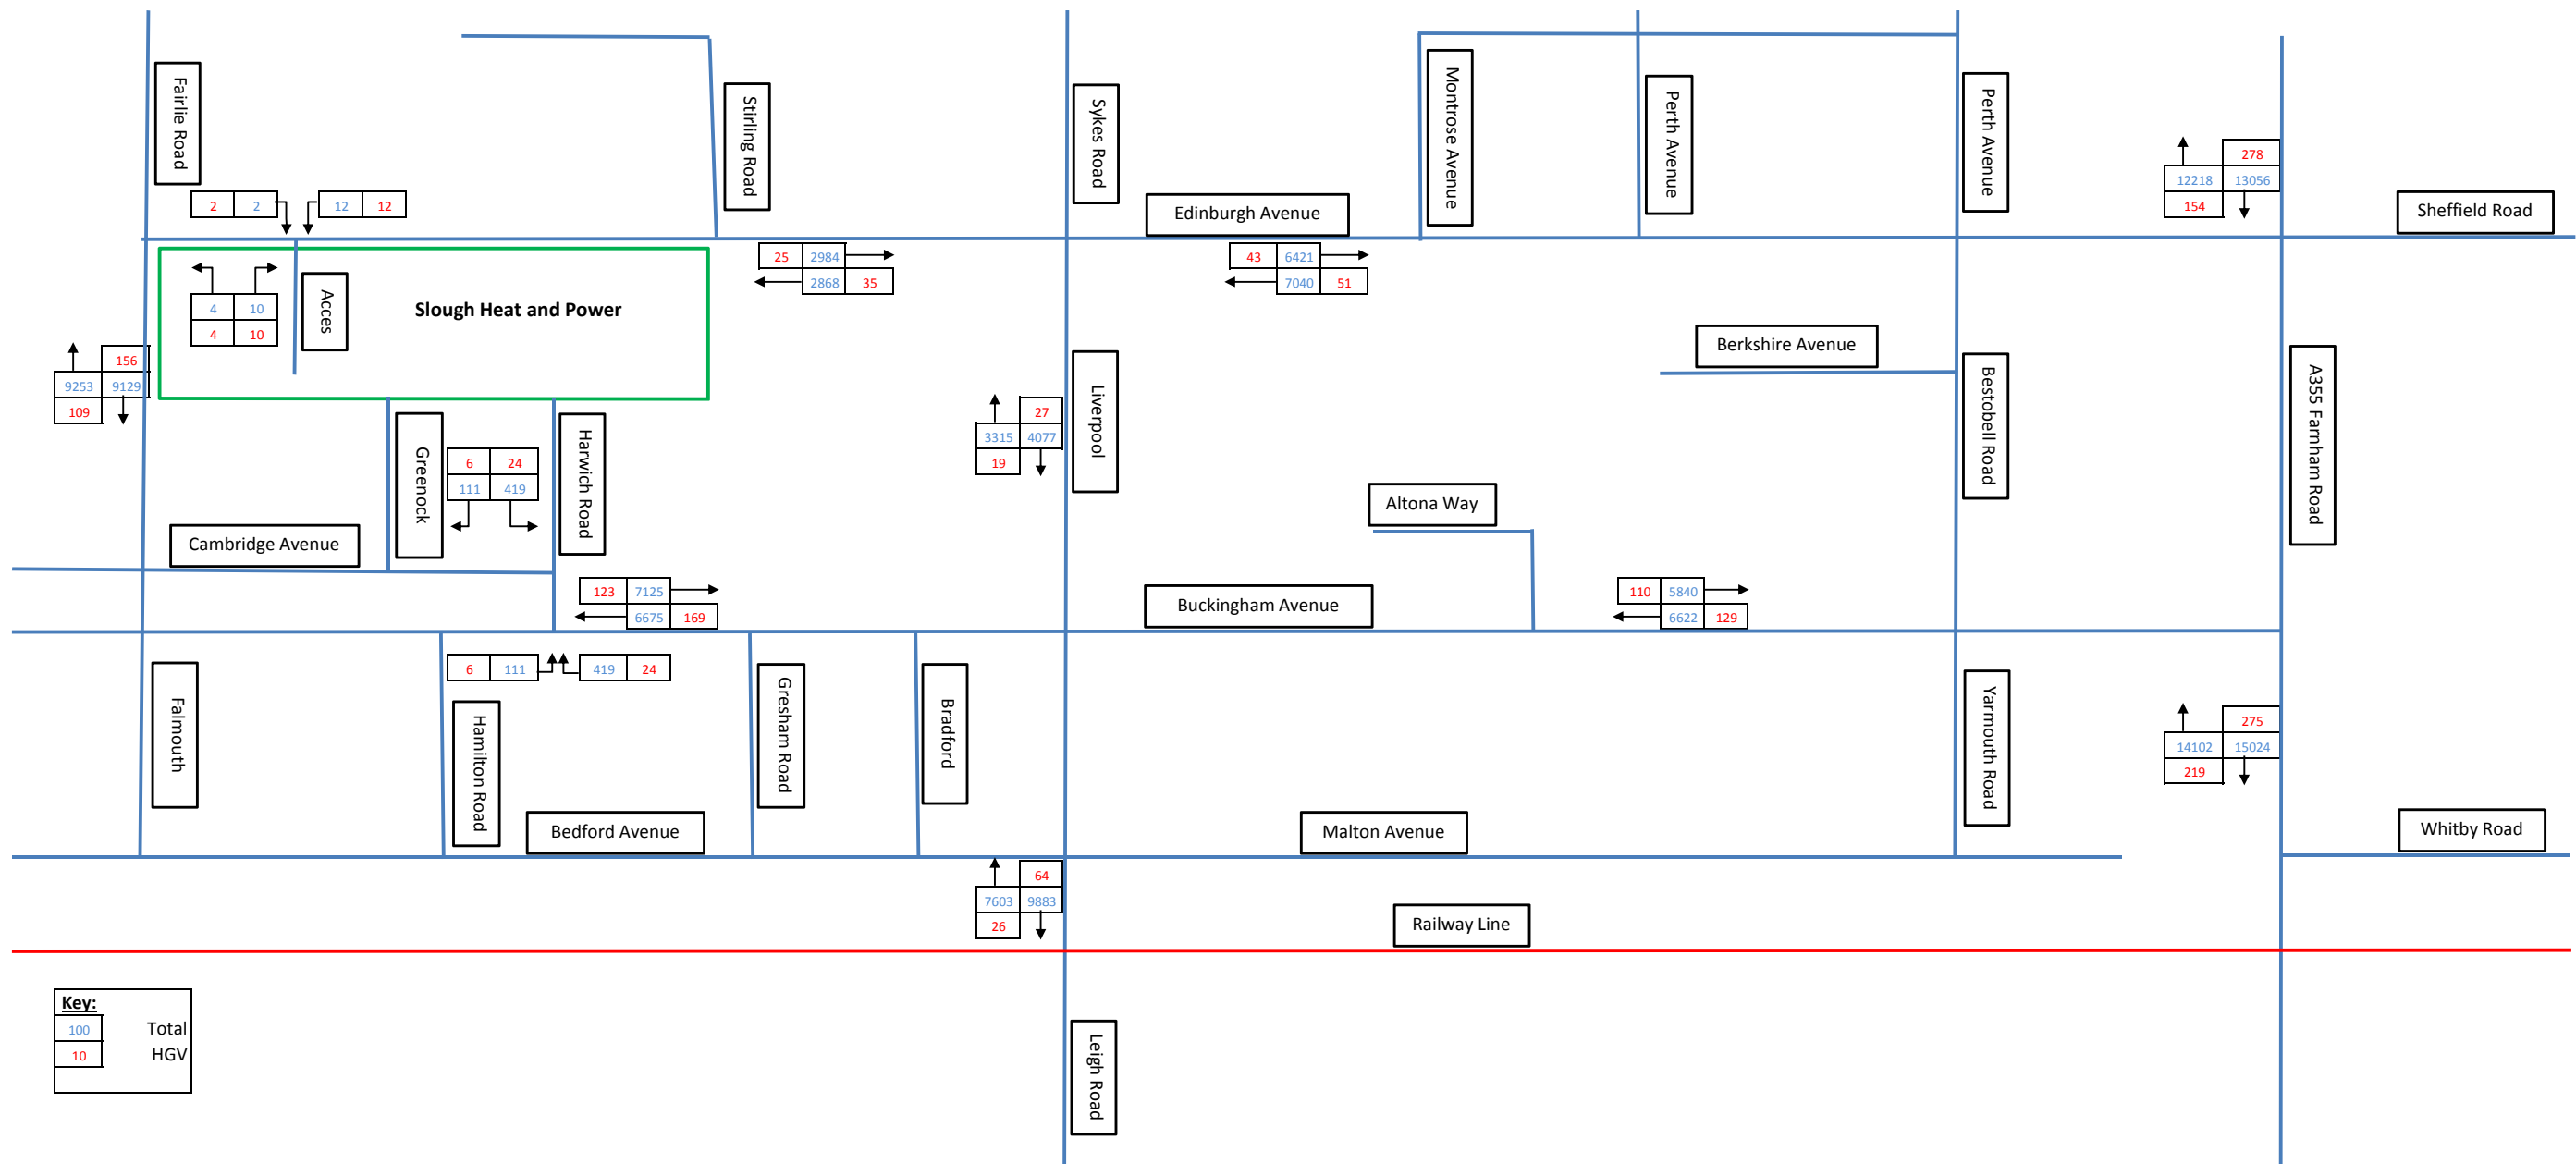 Fairlie Road
Stirling Road
Sykes Road
Montrose Avenue
Perth Avenue
Perth Avenue
278
12218 13056
154
Sheffield Road
2 2
12 12
Edinburgh Avenue
25 2984
2868 35
43 6421
7040 51
4 10
4 10
Acces
Slough Heat and Power
Berkshire Avenue
156
9253 9129
109
Liverpool
Bestobell Road
A355 Farnham Road
27
3315 4077
19
Greenock
6 24
111 419
Harwich Road
Altona Way
Cambridge Avenue
123 7125
6675 169
Buckingham Avenue
110 5840
6622 129
6 111
419 24
Falmouth
Hamilton Road
Gresham Road
Bradford
Yarmouth Road
275
14102 15024
219
Bedford Avenue
Malton Avenue
Whitby Road
64
7603 9883
26
Railway Line
Key:
100 Total
10 HGV
Leigh Road